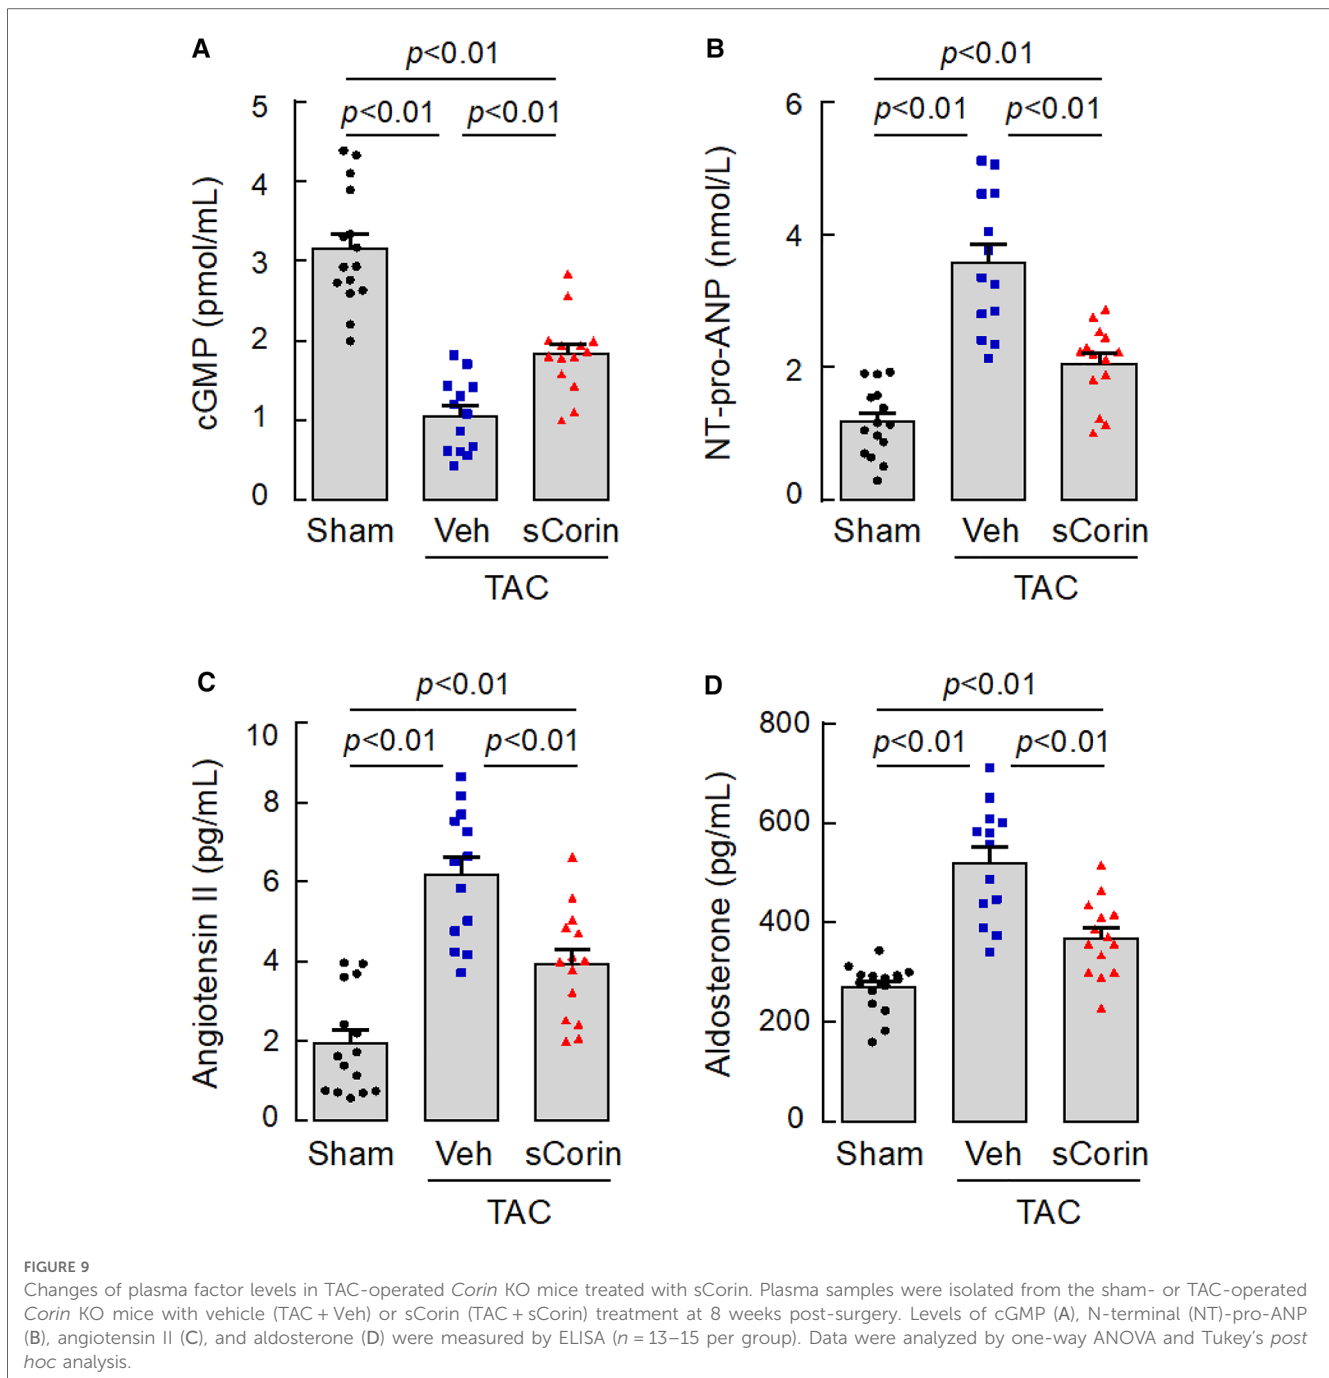 A
p<0.01
p<0.01
p<0.01
cGMP (pmol/mL)
5
4
3
2
1
0
Sham
Veh
sCorin
TAC
B
p<0.01
p<0.01
p<0.01
NT-pro-ANP (nmol/L)
6
4
2
0
Sham
Veh
sCorin
TAC
C
p<0.01
p<0.01
p<0.01
Angiotensin II (pg/mL)
10
8
6
4
2
0
Sham
Veh
sCorin
TAC
D
p<0.01
p<0.01
p<0.01
Aldosterone (pg/mL)
800
600
400
200
0
Sham
Veh
sCorin
TAC
FIGURE 9
Changes of plasma factor levels in TAC-operated Corin KO mice treated with sCorin. Plasma samples were isolated from the sham- or TAC-operated
Corin KO mice with vehicle (TAC + Veh) or sCorin (TAC + sCorin) treatment at 8 weeks post-surgery. Levels of cGMP (A), N-terminal (NT)-pro-ANP
(B), angiotensin II (C), and aldosterone (D) were measured by ELISA (n = 13–15 per group). Data were analyzed by one-way ANOVA and Tukey's post
hoc analysis.